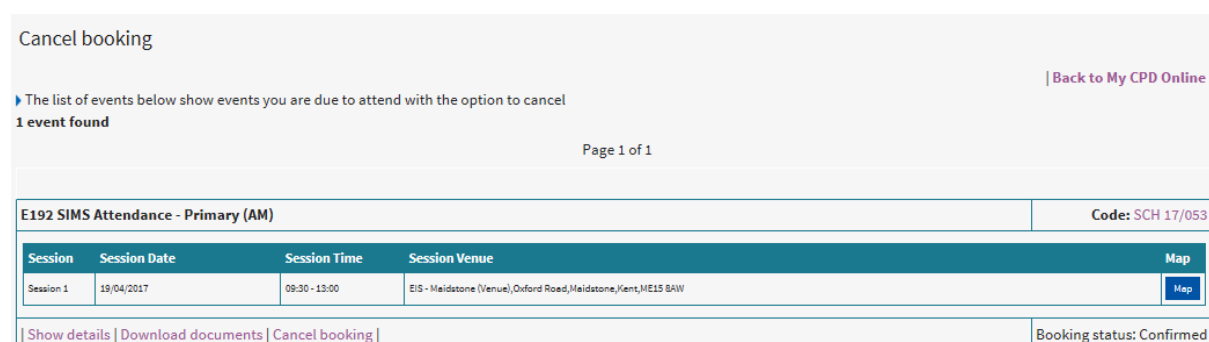 Cancel booking
| Back to My CPD Online
The list of events below show events you are due to attend with the option to cancel
1 event found
Page 1 of 1
E192 SIMS Attendance - Primary (AM) Code: SCH 17/053
Session Session Date Session Time Session Venue Map
Session 1 19/04/2017 09:30 - 13:00 EIS - Maidstone (Venue),Oxford Road,Maidstone,Kent,ME15 8AW Map
| Show details | Download documents | Cancel booking | Booking status: Confirmed